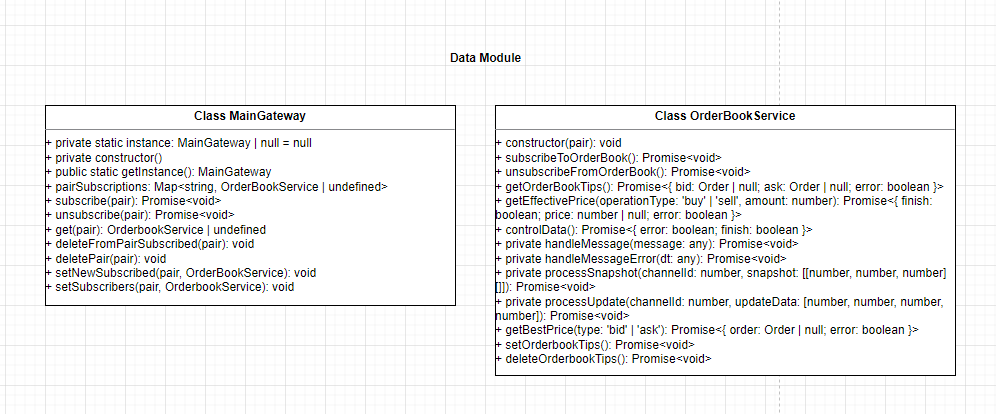 Data Module
Class MainGateway
+ private static instance: MainGateway | null = null
+ private constructor()
+ public static getInstance(): MainGateway
+ pairSubscriptions: Map<string, OrderBookService | undefined>
+ subscribe(pair): Promise<void>
+ unsubscribe(pair): Promise<void>
+ get(pair): OrderbookService | undefined
+ deleteFromPairSubscribed(pair): void
+ deletePair(pair): void
+ setNewSubscribed(pair, OrderBookService): void
+ setSubscribers(pair, OrderbookService): void
Class OrderBookService
+ constructor(pair): void
+ subscribeToOrderBook(): Promise<void>
+ unsubscribeFromOrderBook(): Promise<void>
+ getOrderBookTips(): Promise<{ bid: Order | null; ask: Order | null; error: boolean }>
+ getEffectivePrice(operationType: 'buy' | 'sell', amount: number): Promise<{ finish:
boolean; price: number | null; error: boolean }>
+ controlData(): Promise<{ error: boolean; finish: boolean }>
+ private handleMessage(message: any): Promise<void>
+ private handleMessageError(dt: any): Promise<void>
+ private processSnapshot(channelId: number, snapshot: [[number, number, number]
[]]): Promise<void>
+ private processUpdate(channelId: number, updateData: [number, number, number,
number]): Promise<void>
+ getBestPrice(type: 'bid' | 'ask'): Promise<{ order: Order | null; error: boolean }>
+ setOrderbookTips(): Promise<void>
+ deleteOrderbookTips(): Promise<void>